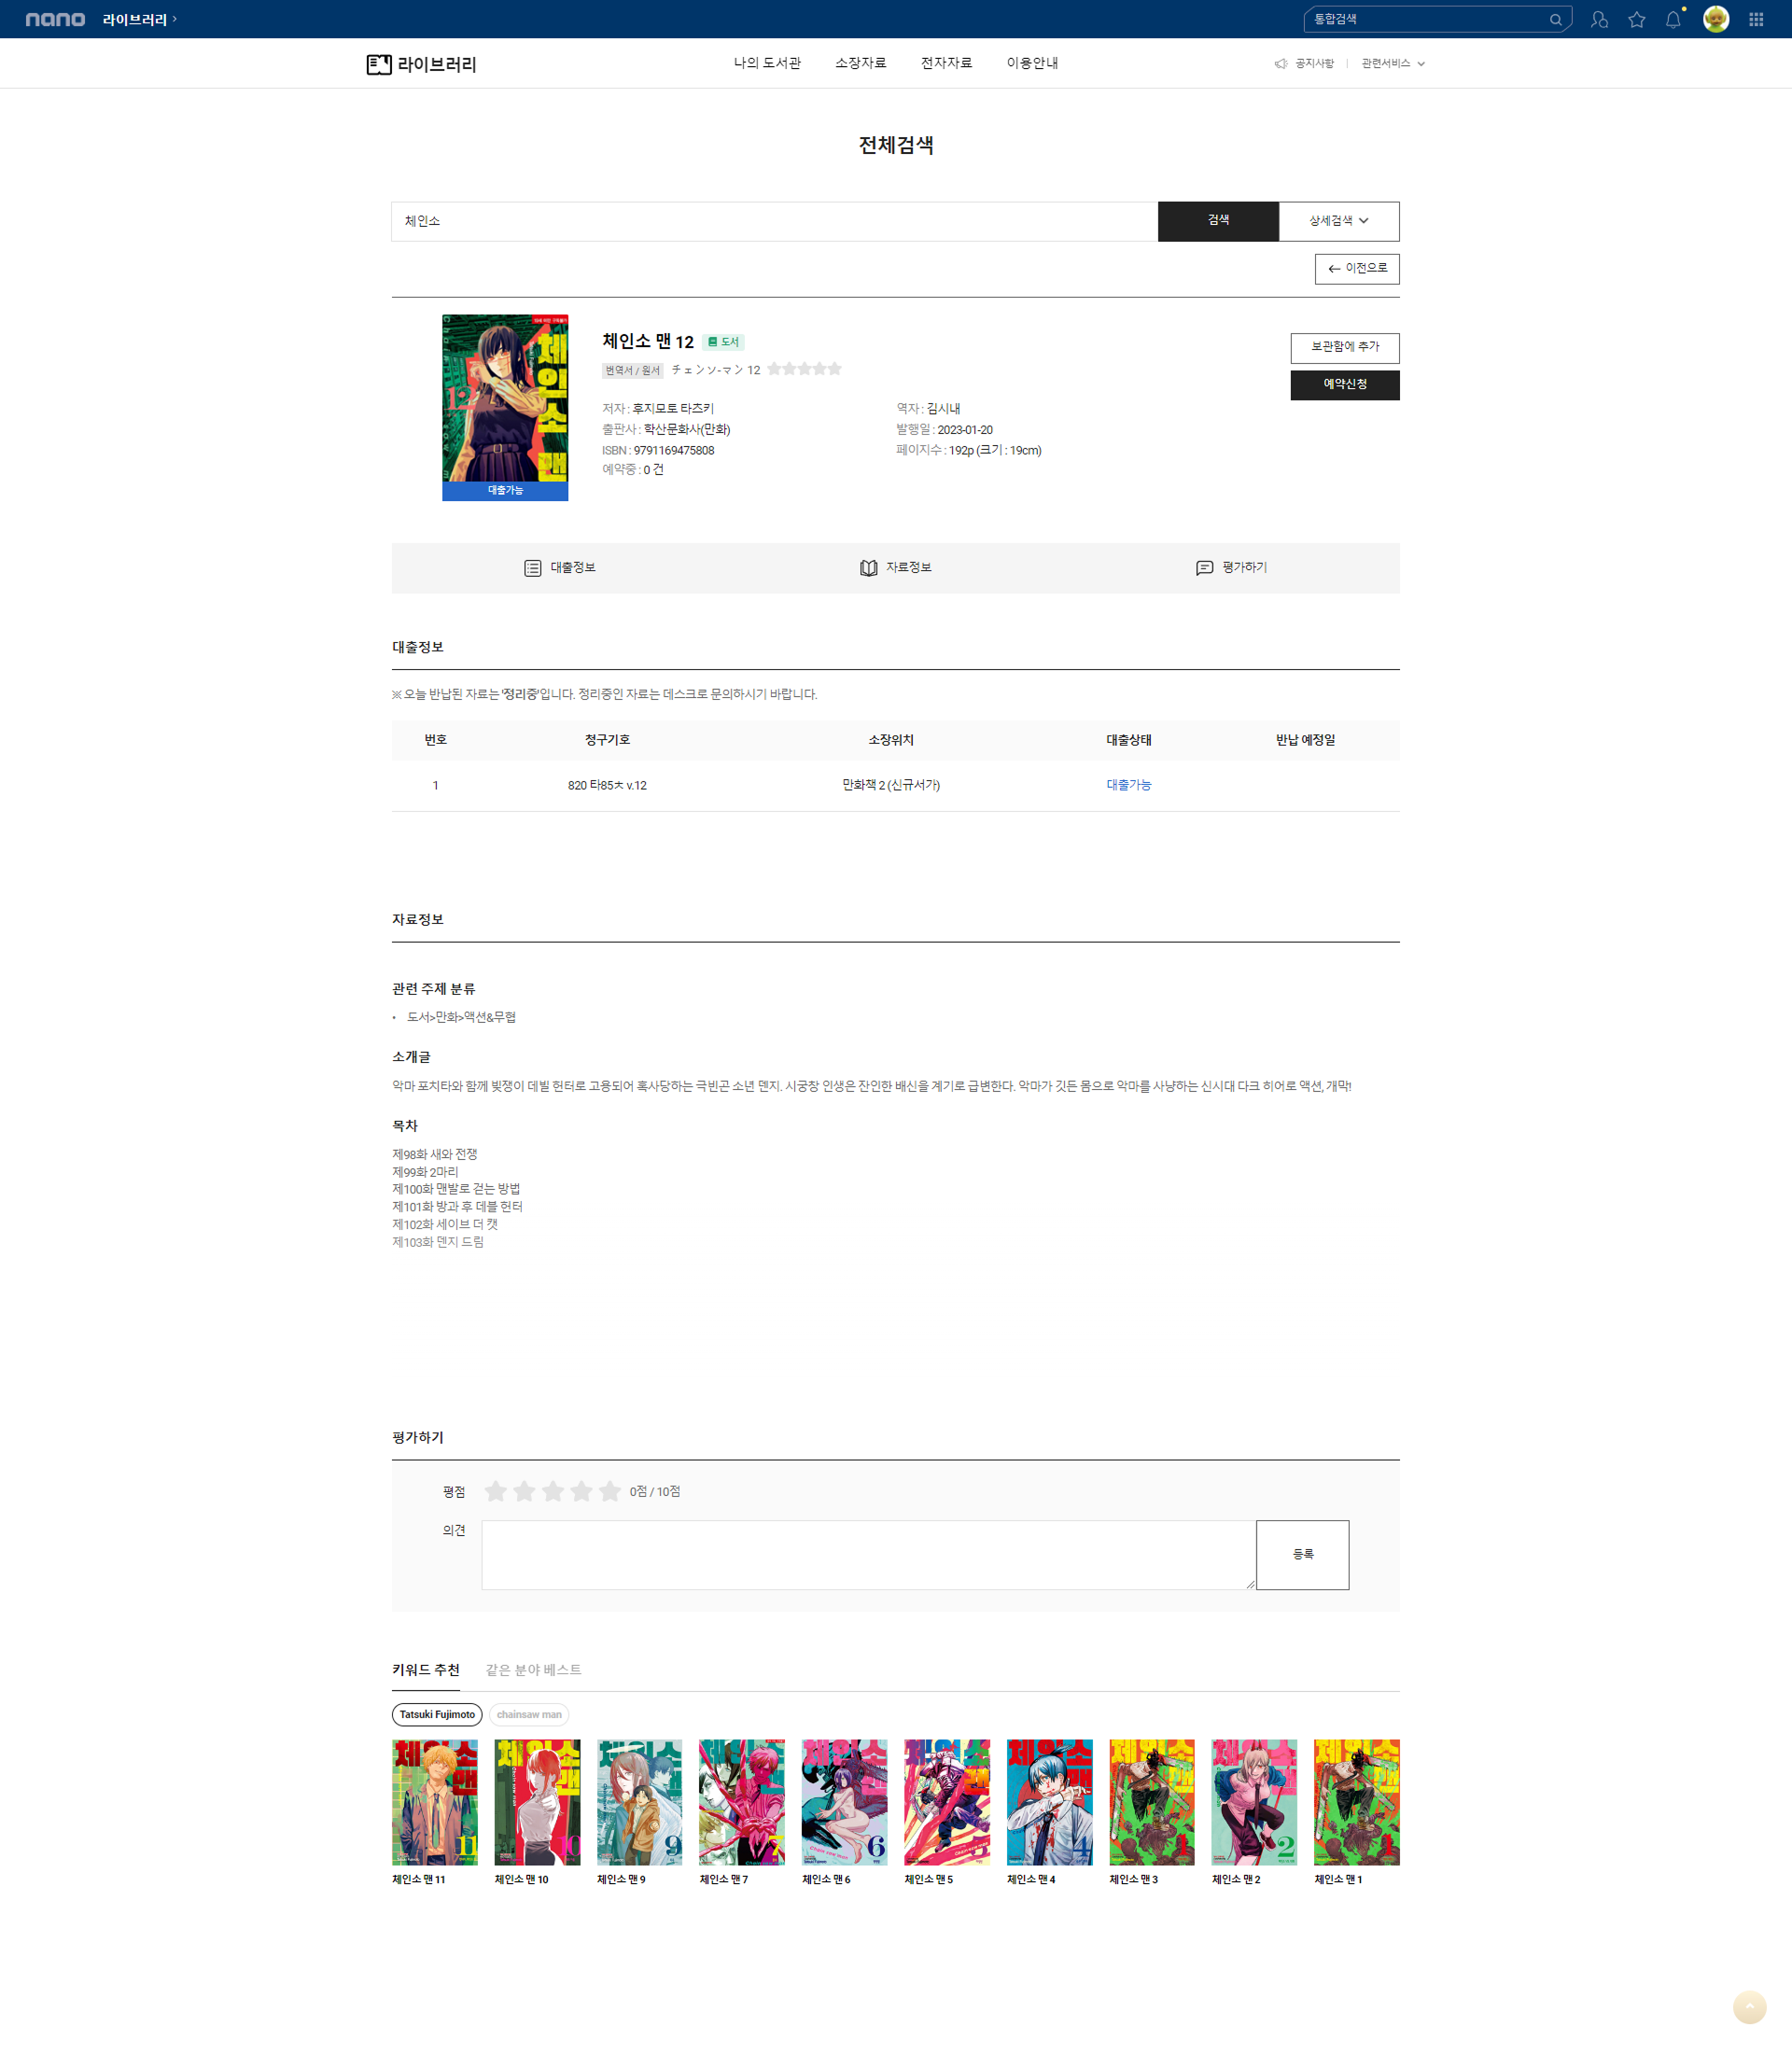 nano 라이브러리
통합검색
라이브러리
나의 도서관 소장자료 전자자료 이용안내
공지사항 관련서비스
전체검색
체인소
검색
상세검색
이전으로
체인소 맨
12
대출가능
체인소 맨 12 도서
번역서 / 원서 チェンソ-マン 12
저자 : 후지모토 타츠키
역자 : 김시내
출판사 : 학산문화사(만화)
발행일 : 2023-01-20
ISBN : 9791169475808
페이지수 : 192p (크기 : 19cm)
예약중 : 0 건
보관함에 추가
예약신청
대출정보
자료정보
평가하기
대출정보
※ 오늘 반납된 자료는 '정리중'입니다. 정리중인 자료는 데스크로 문의하시기 바랍니다.
번호 청구기호 소장위치 대출상태 반납 예정일
1 820 타85ㅊ v.12 만화책 2 (신규서가) 대출가능
자료정보
관련 주제 분류
• 도서>만화>액션&무협
소개글
악마 포치타와 함께 빚쟁이 데빌 헌터로 고용되어 혹사당하는 극빈곤 소년 덴지. 시궁창 인생은 잔인한 배신을 계기로 급변한다. 악마가 깃든 몸으로 악마를 사냥하는 신시대 다크 히어로 액션, 개막!
목차
제98화 새와 전쟁
제99화 2마리
제100화 맨발로 걷는 방법
제101화 방과 후 데블 헌터
제102화 세이브 더 캣
제103화 덴지 드림
평가하기
평점
0점 / 10점
의견
등록
키워드 추천 같은 분야 베스트
Tatsuki Fujimoto chainsaw man
체인소 맨 11 체인소 맨 10 체인소 맨 9 체인소 맨 7 체인소 맨 6 체인소 맨 5 체인소 맨 4 체인소 맨 3 체인소 맨 2 체인소 맨 1